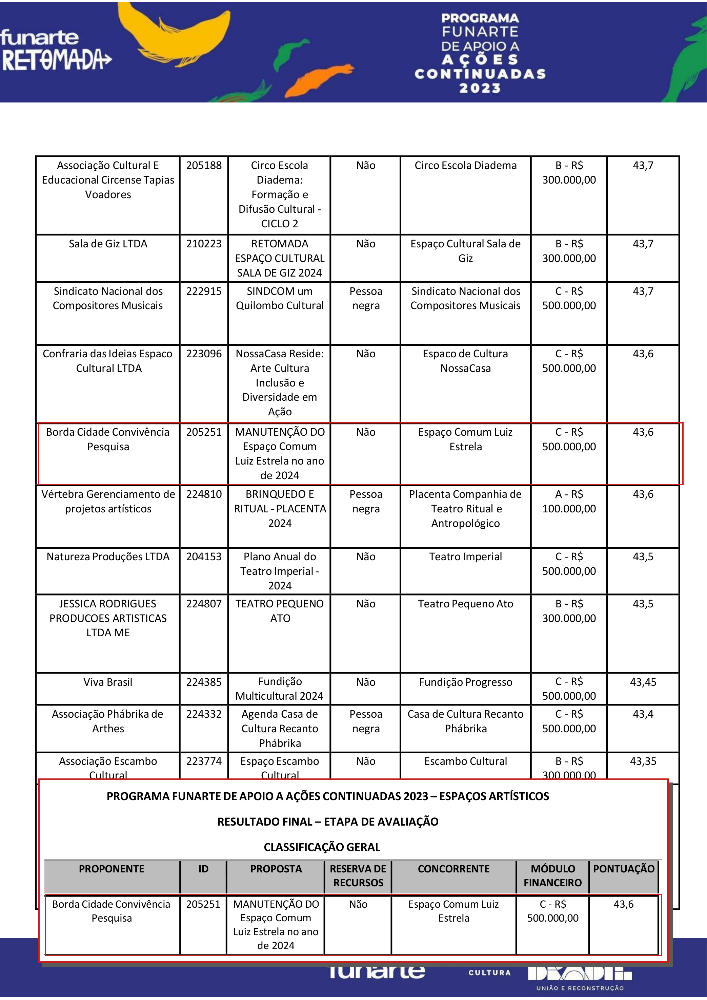 funarte
RETOMADA
PROGRAMA
FUNARTE
DE APOIO A
AÇÕES
CONTINUADAS
2023
Associação Cultural E
Educacional Circense Tapias
Voadores
205188
Circo Escola
Diadema:
Formação e
Difusão Cultural -
CICLO 2
Não
Circo Escola Diadema
B - R$
300.000,00
43,7
Sala de Giz LTDA
210223
RETOMADA
ESPAÇO CULTURAL
SALA DE GIZ 2024
Não
Espaço Cultural Sala de
Giz
B - R$
300.000,00
43,7
Sindicato Nacional dos
Compositores Musicais
222915
SINDCOM um
Quilombo Cultural
Pessoa
negra
Sindicato Nacional dos
Compositores Musicais
C - R$
500.000,00
43,7
Confraria das Ideias Espaco
Cultural LTDA
223096
NossaCasa Reside:
Arte Cultura
Inclusão e
Diversidade em
Ação
Não
Espaco de Cultura
NossaCasa
C - R$
500.000,00
43,6
Borda Cidade Convivência
Pesquisa
205251
MANUTENÇÃO DO
Espaço Comum
Luiz Estrela no ano
de 2024
Não
Espaço Comum Luiz
Estrela
C - R$
500.000,00
43,6
Vértebra Gerenciamento de
projetos artísticos
224810
BRINQUEDO E
RITUAL - PLACENTA
2024
Pessoa
negra
Placenta Companhia de
Teatro Ritual e
Antropológico
A - R$
100.000,00
43,6
Natureza Produções LTDA
204153
Plano Anual do
Teatro Imperial -
2024
Não
Teatro Imperial
C - R$
500.000,00
43,5
JESSICA RODRIGUES
PRODUCOES ARTISTICAS
LTDA ME
224807
TEATRO PEQUENO
ATO
Não
Teatro Pequeno Ato
B - R$
300.000,00
43,5
Viva Brasil
224385
Fundição
Multicultural 2024
Não
Fundição Progresso
C - R$
500.000,00
43,45
Associação Phábrika de
Arthes
224332
Agenda Casa de
Cultura Recanto
Phábrika
Pessoa
negra
Casa de Cultura Recanto
Phábrika
C - R$
500.000,00
43,4
Associação Escambo
Cultural
223774
Espaço Escambo
Cultural
Não
Escambo Cultural
B - R$
300.000,00
43,35
PROGRAMA FUNARTE DE APOIO A AÇÕES CONTINUADAS 2023 – ESPAÇOS ARTÍSTICOS
RESULTADO FINAL – ETAPA DE AVALIAÇÃO
CLASSIFICAÇÃO GERAL
PROPONENTE
ID
PROPOSTA
RESERVA DE
RECURSOS
CONCORRENTE
MÓDULO
FINANCEIRO
PONTUAÇÃO
Borda Cidade Convivência
Pesquisa
205251
MANUTENÇÃO DO
Espaço Comum
Luiz Estrela no ano
de 2024
Não
Espaço Comum Luiz
Estrela
C - R$
500.000,00
43,6
funarte
CULTURA
BRASIL
UNIÃO E RECONSTRUÇÃO